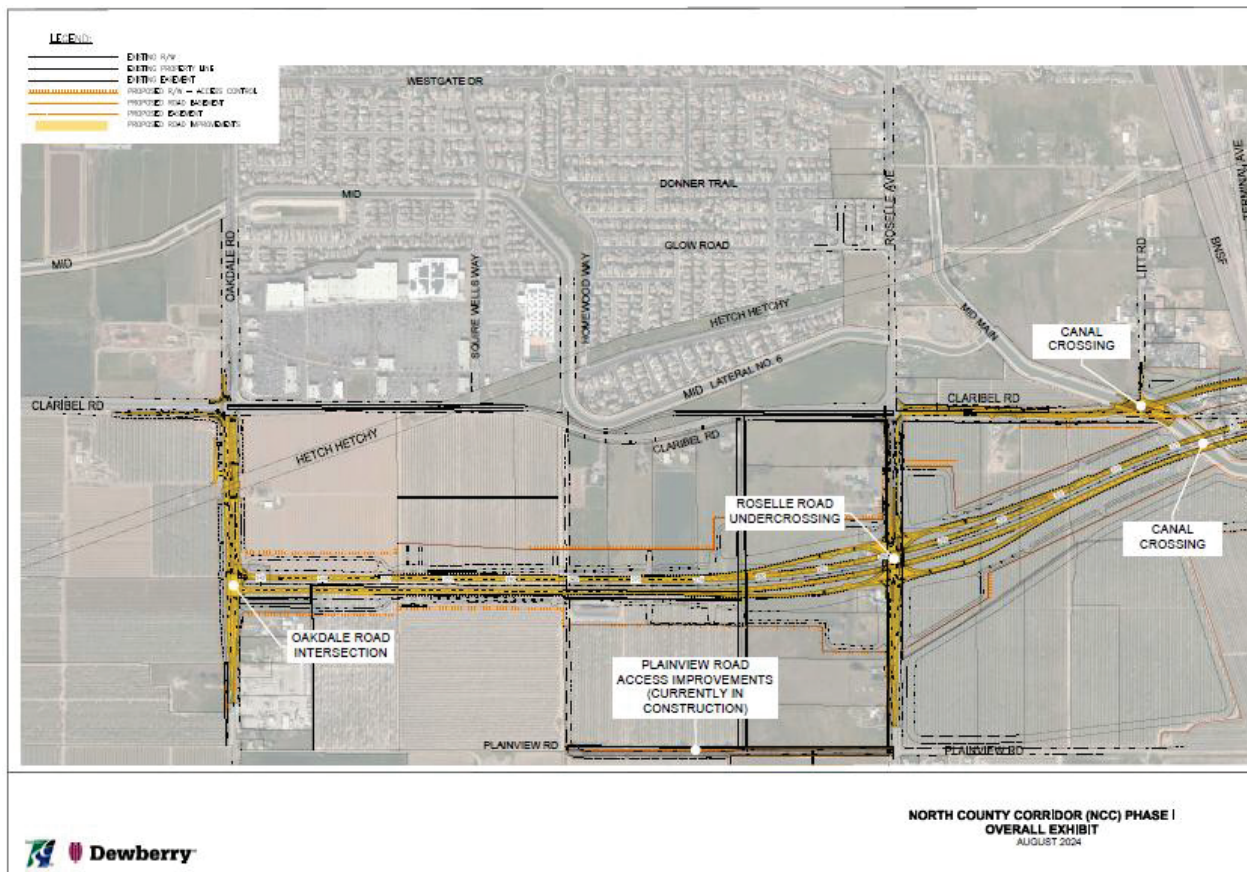 LEGEND:
EXISTING R/W
EXISTING PROPERTY LINE
EXISTING EASEMENT
PROPOSED R/W – ACCESS CONTROL
PROPOSED ROAD EASEMENT
PROPOSED EASEMENT
PROPOSED ROAD IMPROVEMENTS
WESTGATE DR
MID
DONNER TRAIL
GLOW ROAD
ROSELLE AVE
TERMINAL AVE
BNSF
LITT RD
MID
OAKDALE RD
SQUIRE WELLS WAY
HOMEWOOD WAY
HETCH HETCHY
MID LATERAL NO. 6
MID MAIN
CANAL
CROSSING
CLARIBEL RD
CLARIBEL RD
CLARIBEL RD
HETCH HETCHY
ROSELLE ROAD
UNDERCROSSING
CANAL
CROSSING
OAKDALE ROAD
INTERSECTION
PLAINVIEW ROAD
ACCESS IMPROVEMENTS
(CURRENTLY IN
CONSTRUCTION)
PLAINVIEW RD
PLAINVIEW RD
NORTH COUNTY CORRIDOR (NCC) PHASE I
OVERALL EXHIBIT
AUGUST 2024
Dewberry